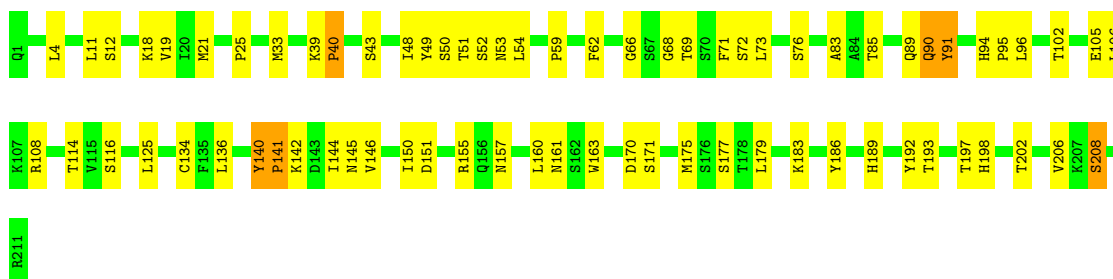 Q1 L4 L11 S12 K18 V19 I20 M21 P25 M33 K39 P40 S43 I48 Y49 S50 T51 S52 N53 L54 P59 F62 G66 S67 G68 T69 S70 F71 S72 L73 S76 A83 A84 T85 Q89 Q90 Y91 H94 P95 L96 T102 E105
K107 R108 T114 V115 S116 L125 C134 F135 L136 Y140 P141 K142 D143 I144 N145 V146 I150 D151 R155 Q156 N157 L160 N161 S162 W163 D170 S171 M175 S176 S177 T178 L179 K183 Y186 H189 Y192 T193 T197 H198 T202 V206 K207 S208
R211